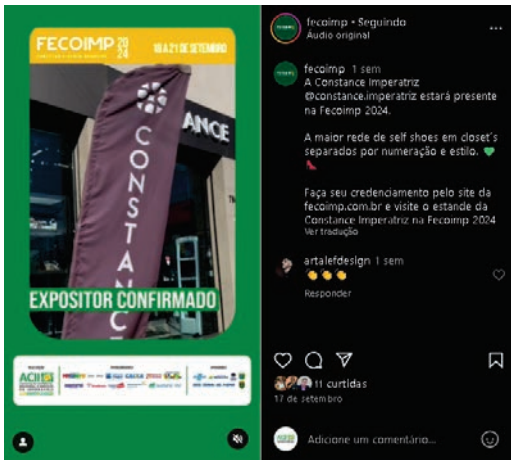 FECOIMP 2024
18 A 21 DE SETEMBRO
CONSTANCE
ANCE
EXPOSITOR CONFIRMADO
ACII
CAIXA
fecoimp • Seguindo
Áudio original
fecoimp 1 sem
A Constance Imperatriz
@constance.imperatriz estará presente
na Fecoimp 2024.
A maior rede de self shoes em closet's
separados por numeração e estilo. 💚
👠
Faça seu credenciamento pelo site da
fecoimp.com.br e visite o estande da
Constance Imperatriz na Fecoimp 2024
Ver tradução
artalefdesign 1 sem
👏👏👏
Responder
11 curtidas
17 de setembro
Adicione um comentário...